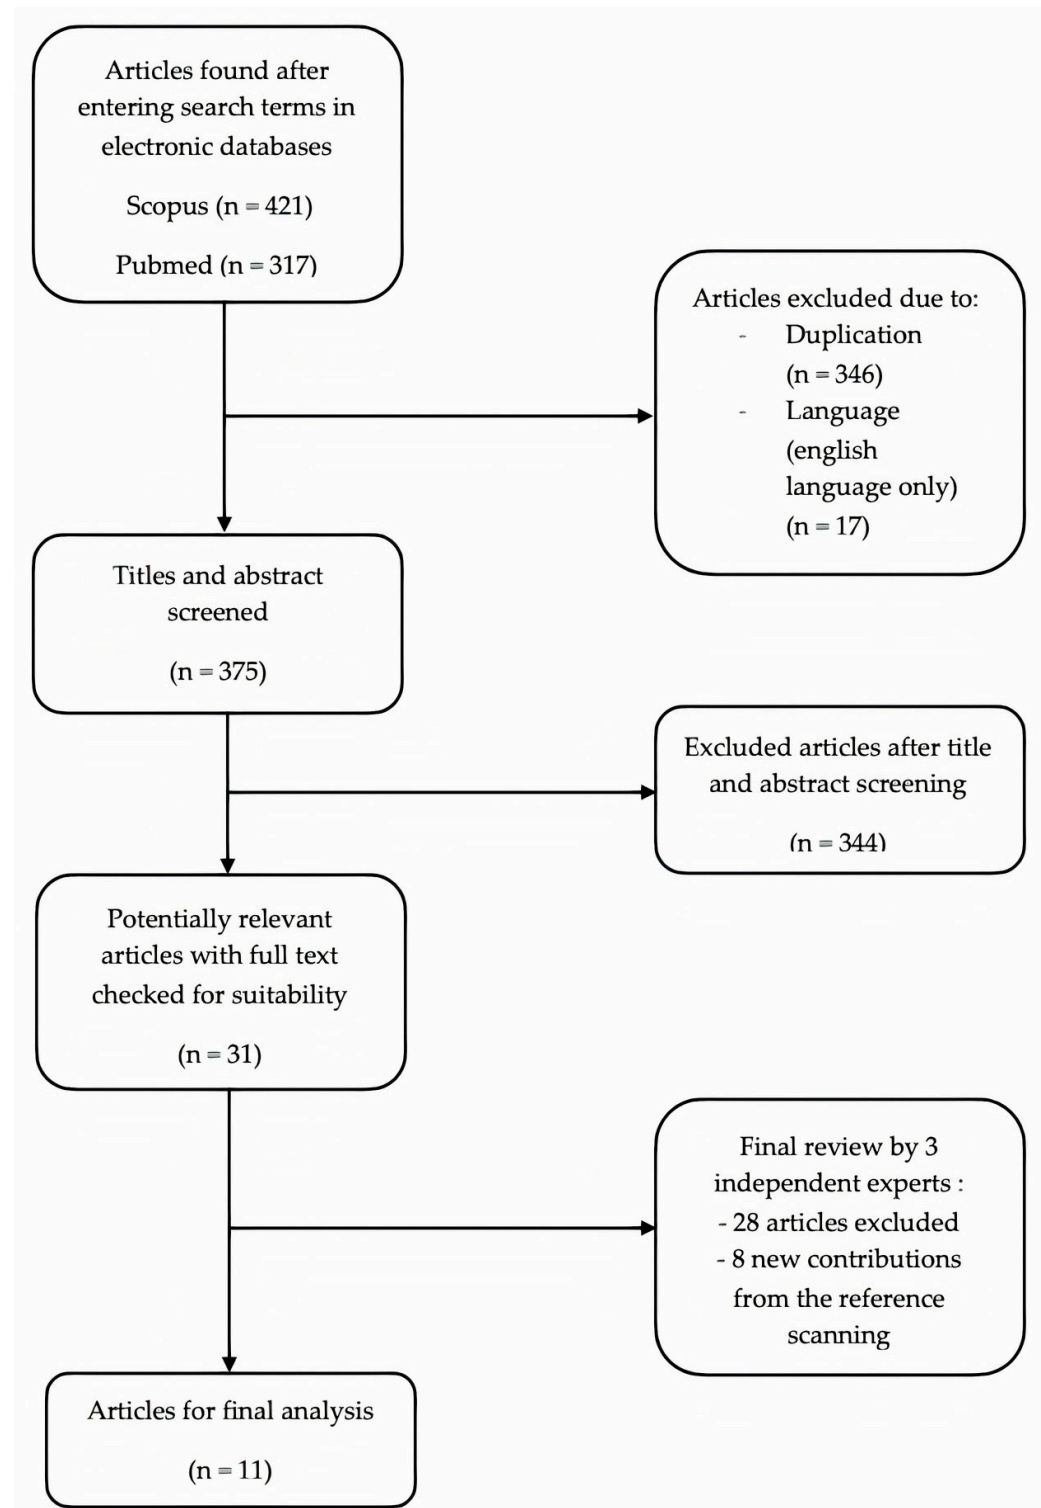 Articles found after
entering search terms in
electronic databases
Scopus (n = 421)
Pubmed (n = 317)
Articles excluded due to:
- Duplication
(n = 346)
- Language
(english
language only)
(n = 17)
Titles and abstract
screened
(n = 375)
Excluded articles after title
and abstract screening
(n = 344)
Potentially relevant
articles with full text
checked for suitability
(n = 31)
Final review by 3
independent experts :
- 28 articles excluded
- 8 new contributions
from the reference
scanning
Articles for final analysis
(n = 11)